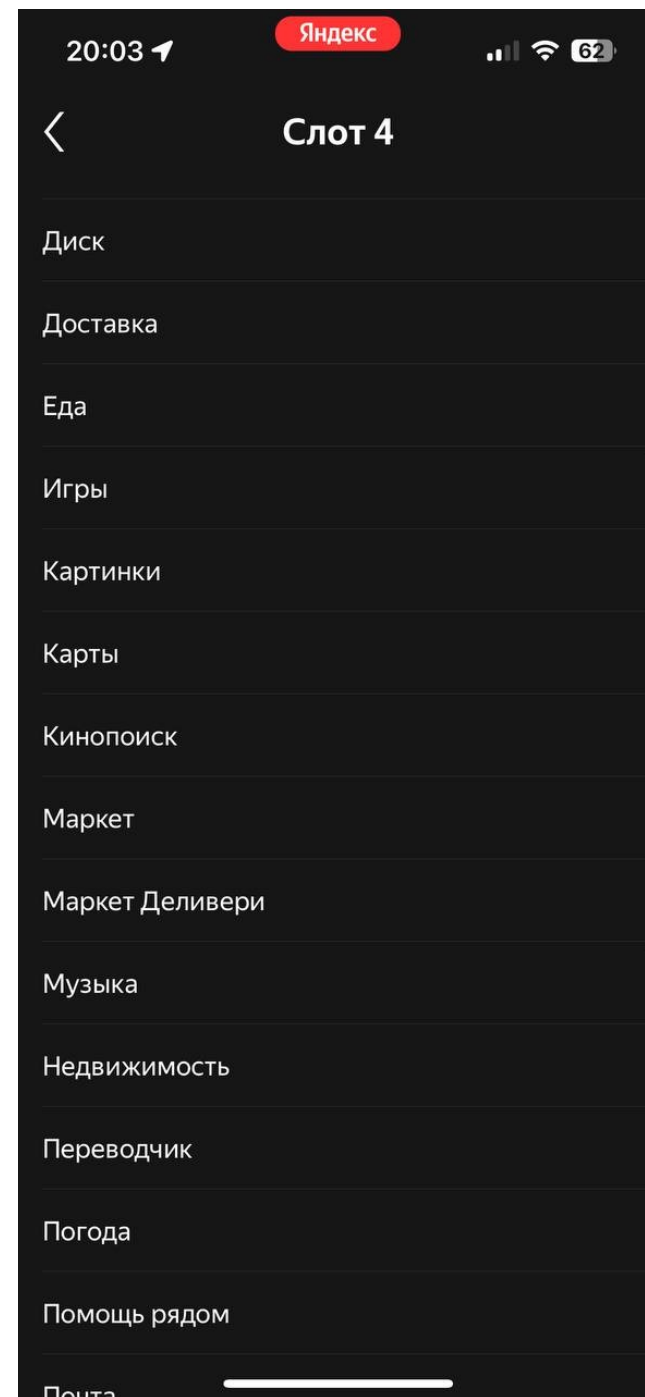 20:03
Яндекс
62
Слот 4
Диск
Доставка
Еда
Игры
Картинки
Карты
Кинопоиск
Маркет
Маркет Деливери
Музыка
Недвижимость
Переводчик
Погода
Помощь рядом
Почта